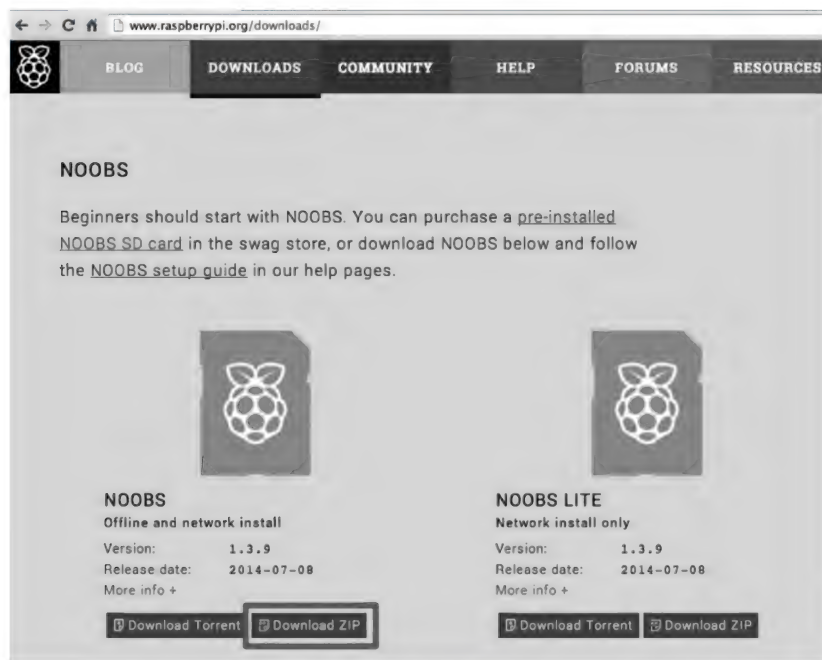 www.raspberrypi.org/downloads/
BLOG DOWNLOADS COMMUNITY HELP FORUMS RESOURCES
NOOBS
Beginners should start with NOOBS. You can purchase a pre-installed
NOOBS SD card in the swag store, or download NOOBS below and follow
the NOOBS setup guide in our help pages.
NOOBS
Offline and network install
Version: 1.3.9
Release date: 2014-07-08
More info +
Download Torrent Download ZIP
NOOBS LITE
Network install only
Version: 1.3.9
Release date: 2014-07-08
More info +
Download Torrent Download ZIP